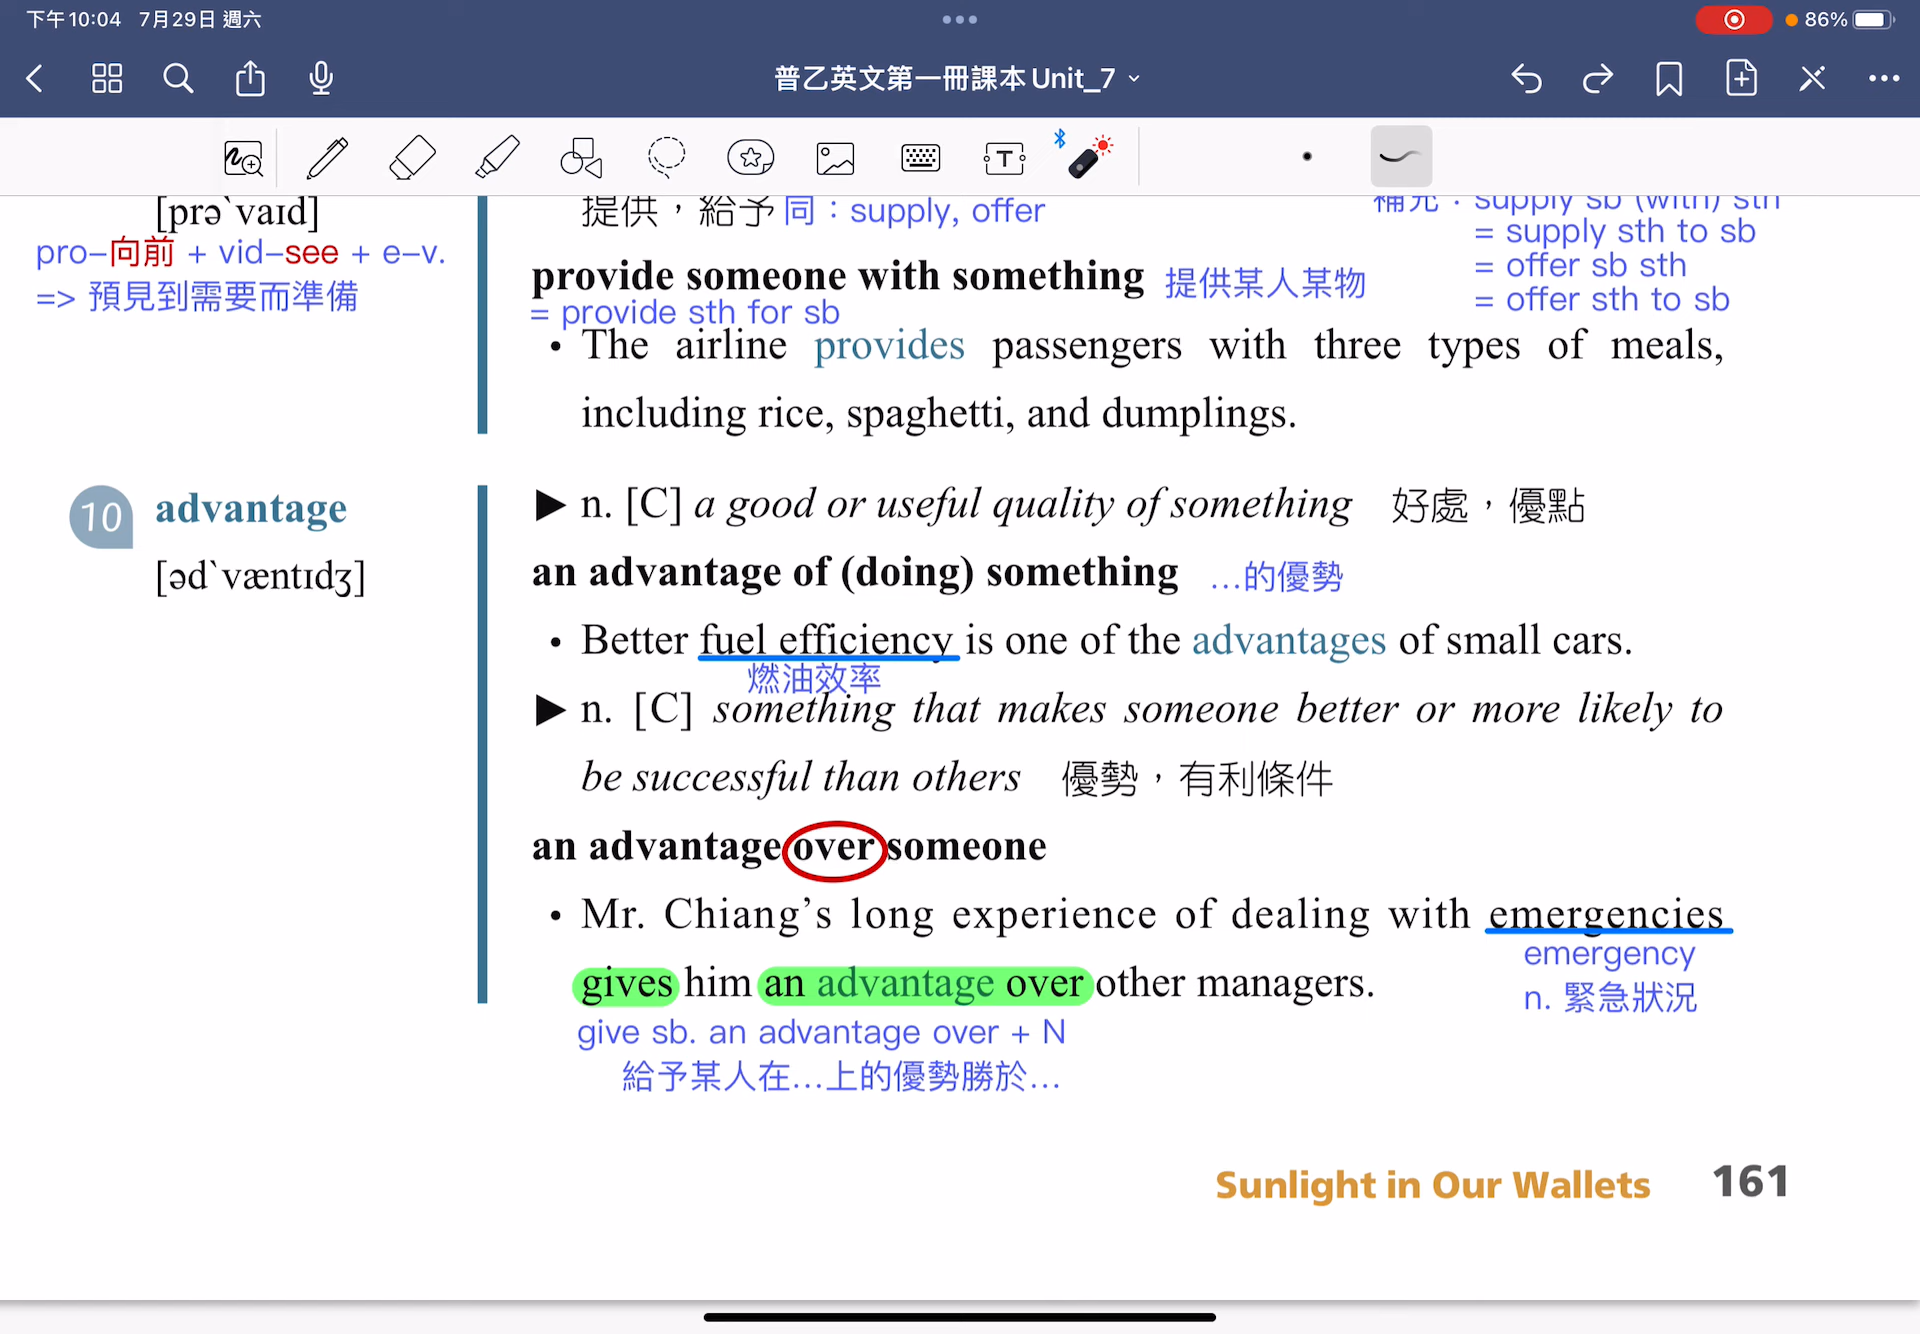 下午10:04 7月29日 週六
86%
普乙英文第一冊課本 Unit_7
[prə`vaɪd]
提供，給予 同：supply, offer
補充：supply sb (with) sth
= supply sth to sb
pro-向前 + vid-see + e-v.
= offer sb sth
provide someone with something 提供某人某物
=> 預見到需要而準備
= offer sth to sb
= provide sth for sb
• The airline provides passengers with three types of meals,
including rice, spaghetti, and dumplings.
10 advantage
▶ n. [C] a good or useful quality of something 好處，優點
[əd`væntɪdʒ]
an advantage of (doing) something …的優勢
• Better fuel efficiency is one of the advantages of small cars.
燃油效率
▶ n. [C] something that makes someone better or more likely to
be successful than others 優勢，有利條件
an advantage over someone
• Mr. Chiang’s long experience of dealing with emergencies
emergency
gives him an advantage over other managers.
n. 緊急狀況
give sb. an advantage over + N
給予某人在…上的優勢勝於…
Sunlight in Our Wallets 161